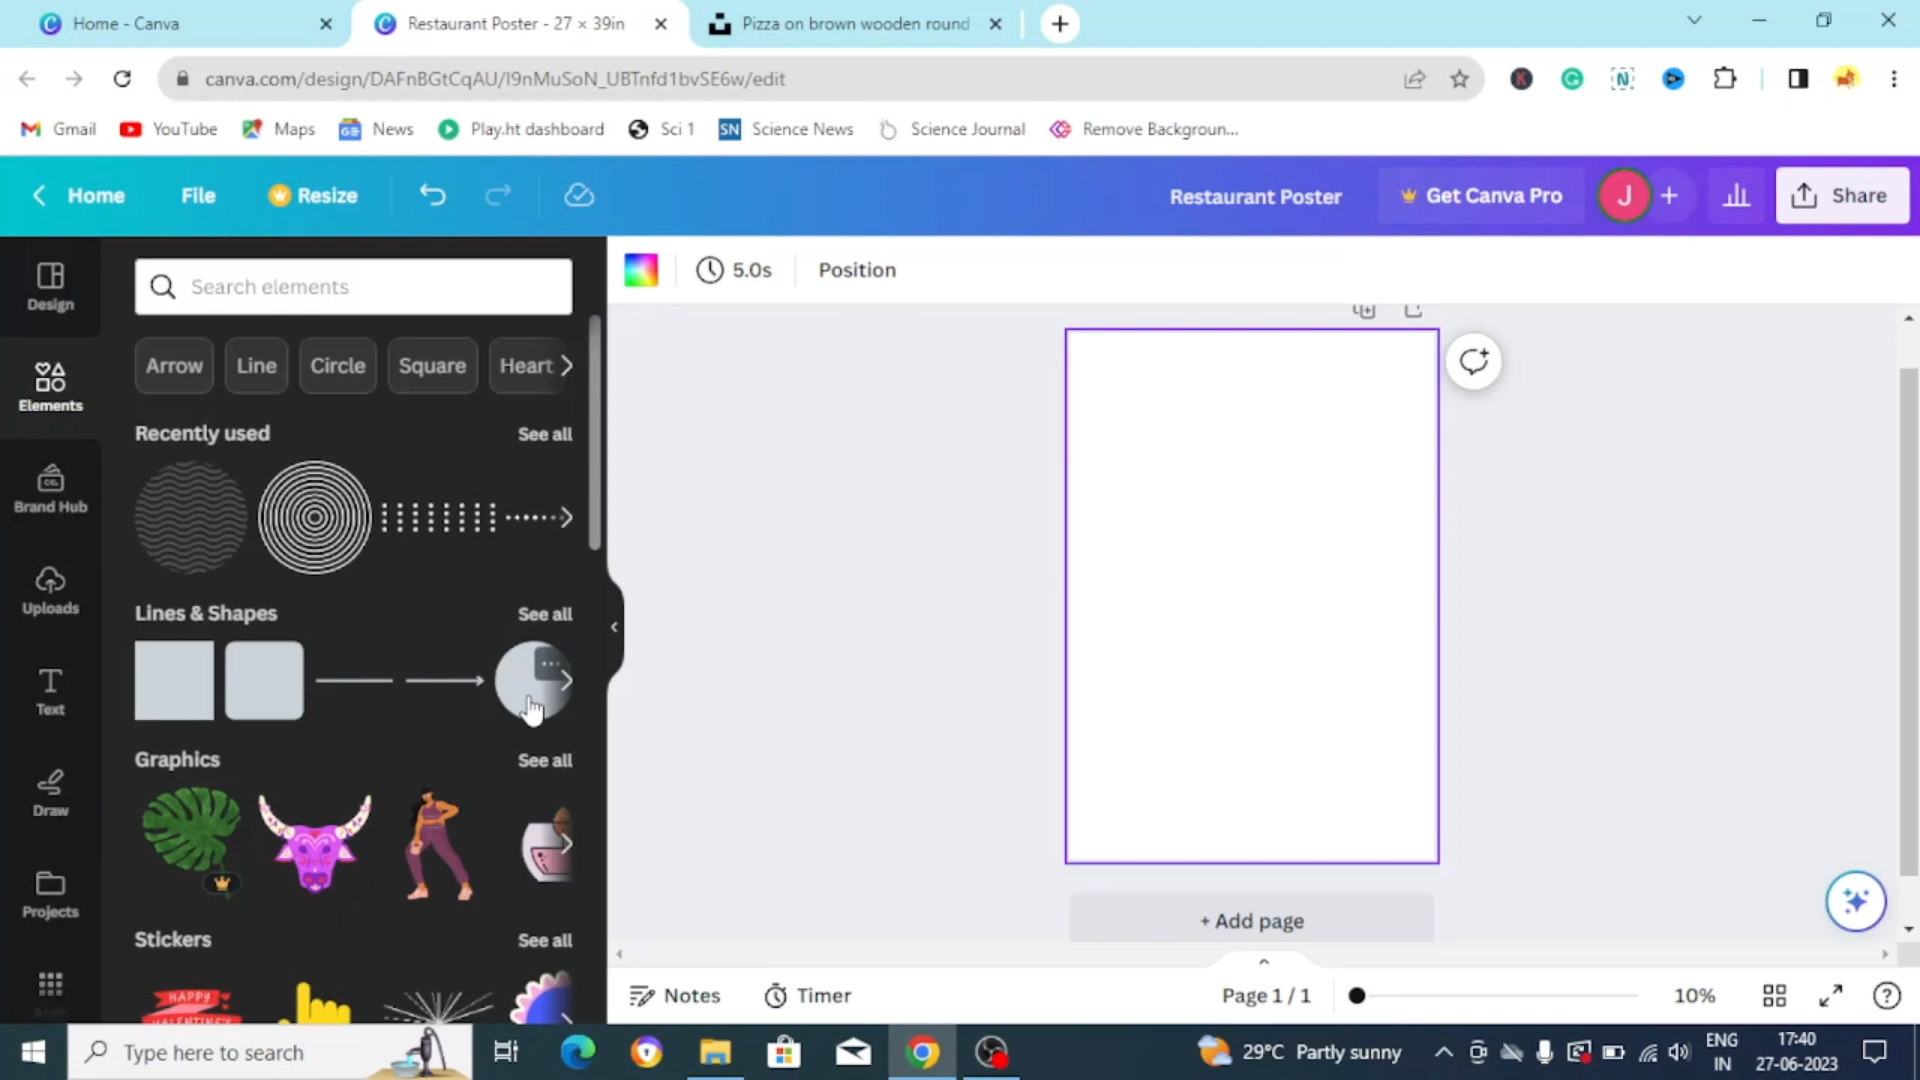 Home - Canva
Restaurant Poster - 27 × 39in
Pizza on brown wooden round
canva.com/design/DAFnBGtCqAU/I9nMuSoN_UBTnfd1bvSE6w/edit
Gmail
YouTube
Maps
News
Play.ht dashboard
Sci 1
SN
Science News
Science Journal
Remove Backgroun...
Home
File
Resize
Restaurant Poster
Get Canva Pro
J
Share
Design
Elements
Brand Hub
Uploads
Text
Draw
Projects
Search elements
Arrow
Line
Circle
Square
Heart
Recently used
See all
Lines & Shapes
See all
Graphics
See all
Stickers
See all
HAPPY
VALENTINE'S
5.0s
Position
+ Add page
Notes
Timer
Page 1 / 1
10%
Type here to search
29°C Partly sunny
ENG
IN
17:40
27-06-2023